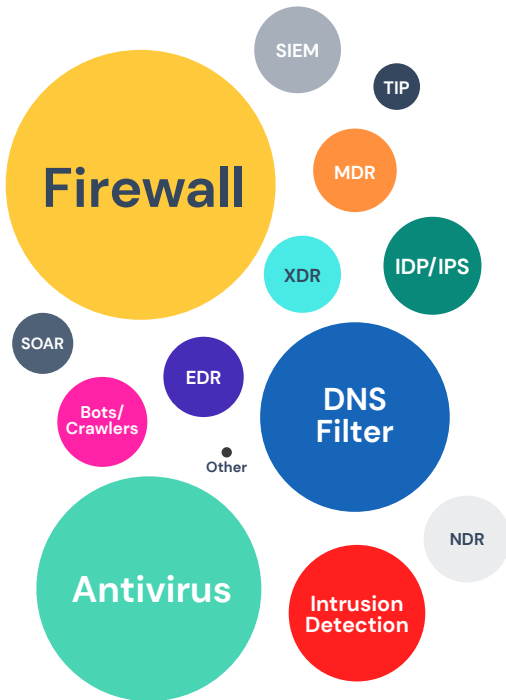 SIEM
TIP
Firewall
MDR
XDR
IDP/IPS
SOAR
EDR
Bots/
Crawlers
DNS
Filter
Other
NDR
Antivirus
Intrusion
Detection